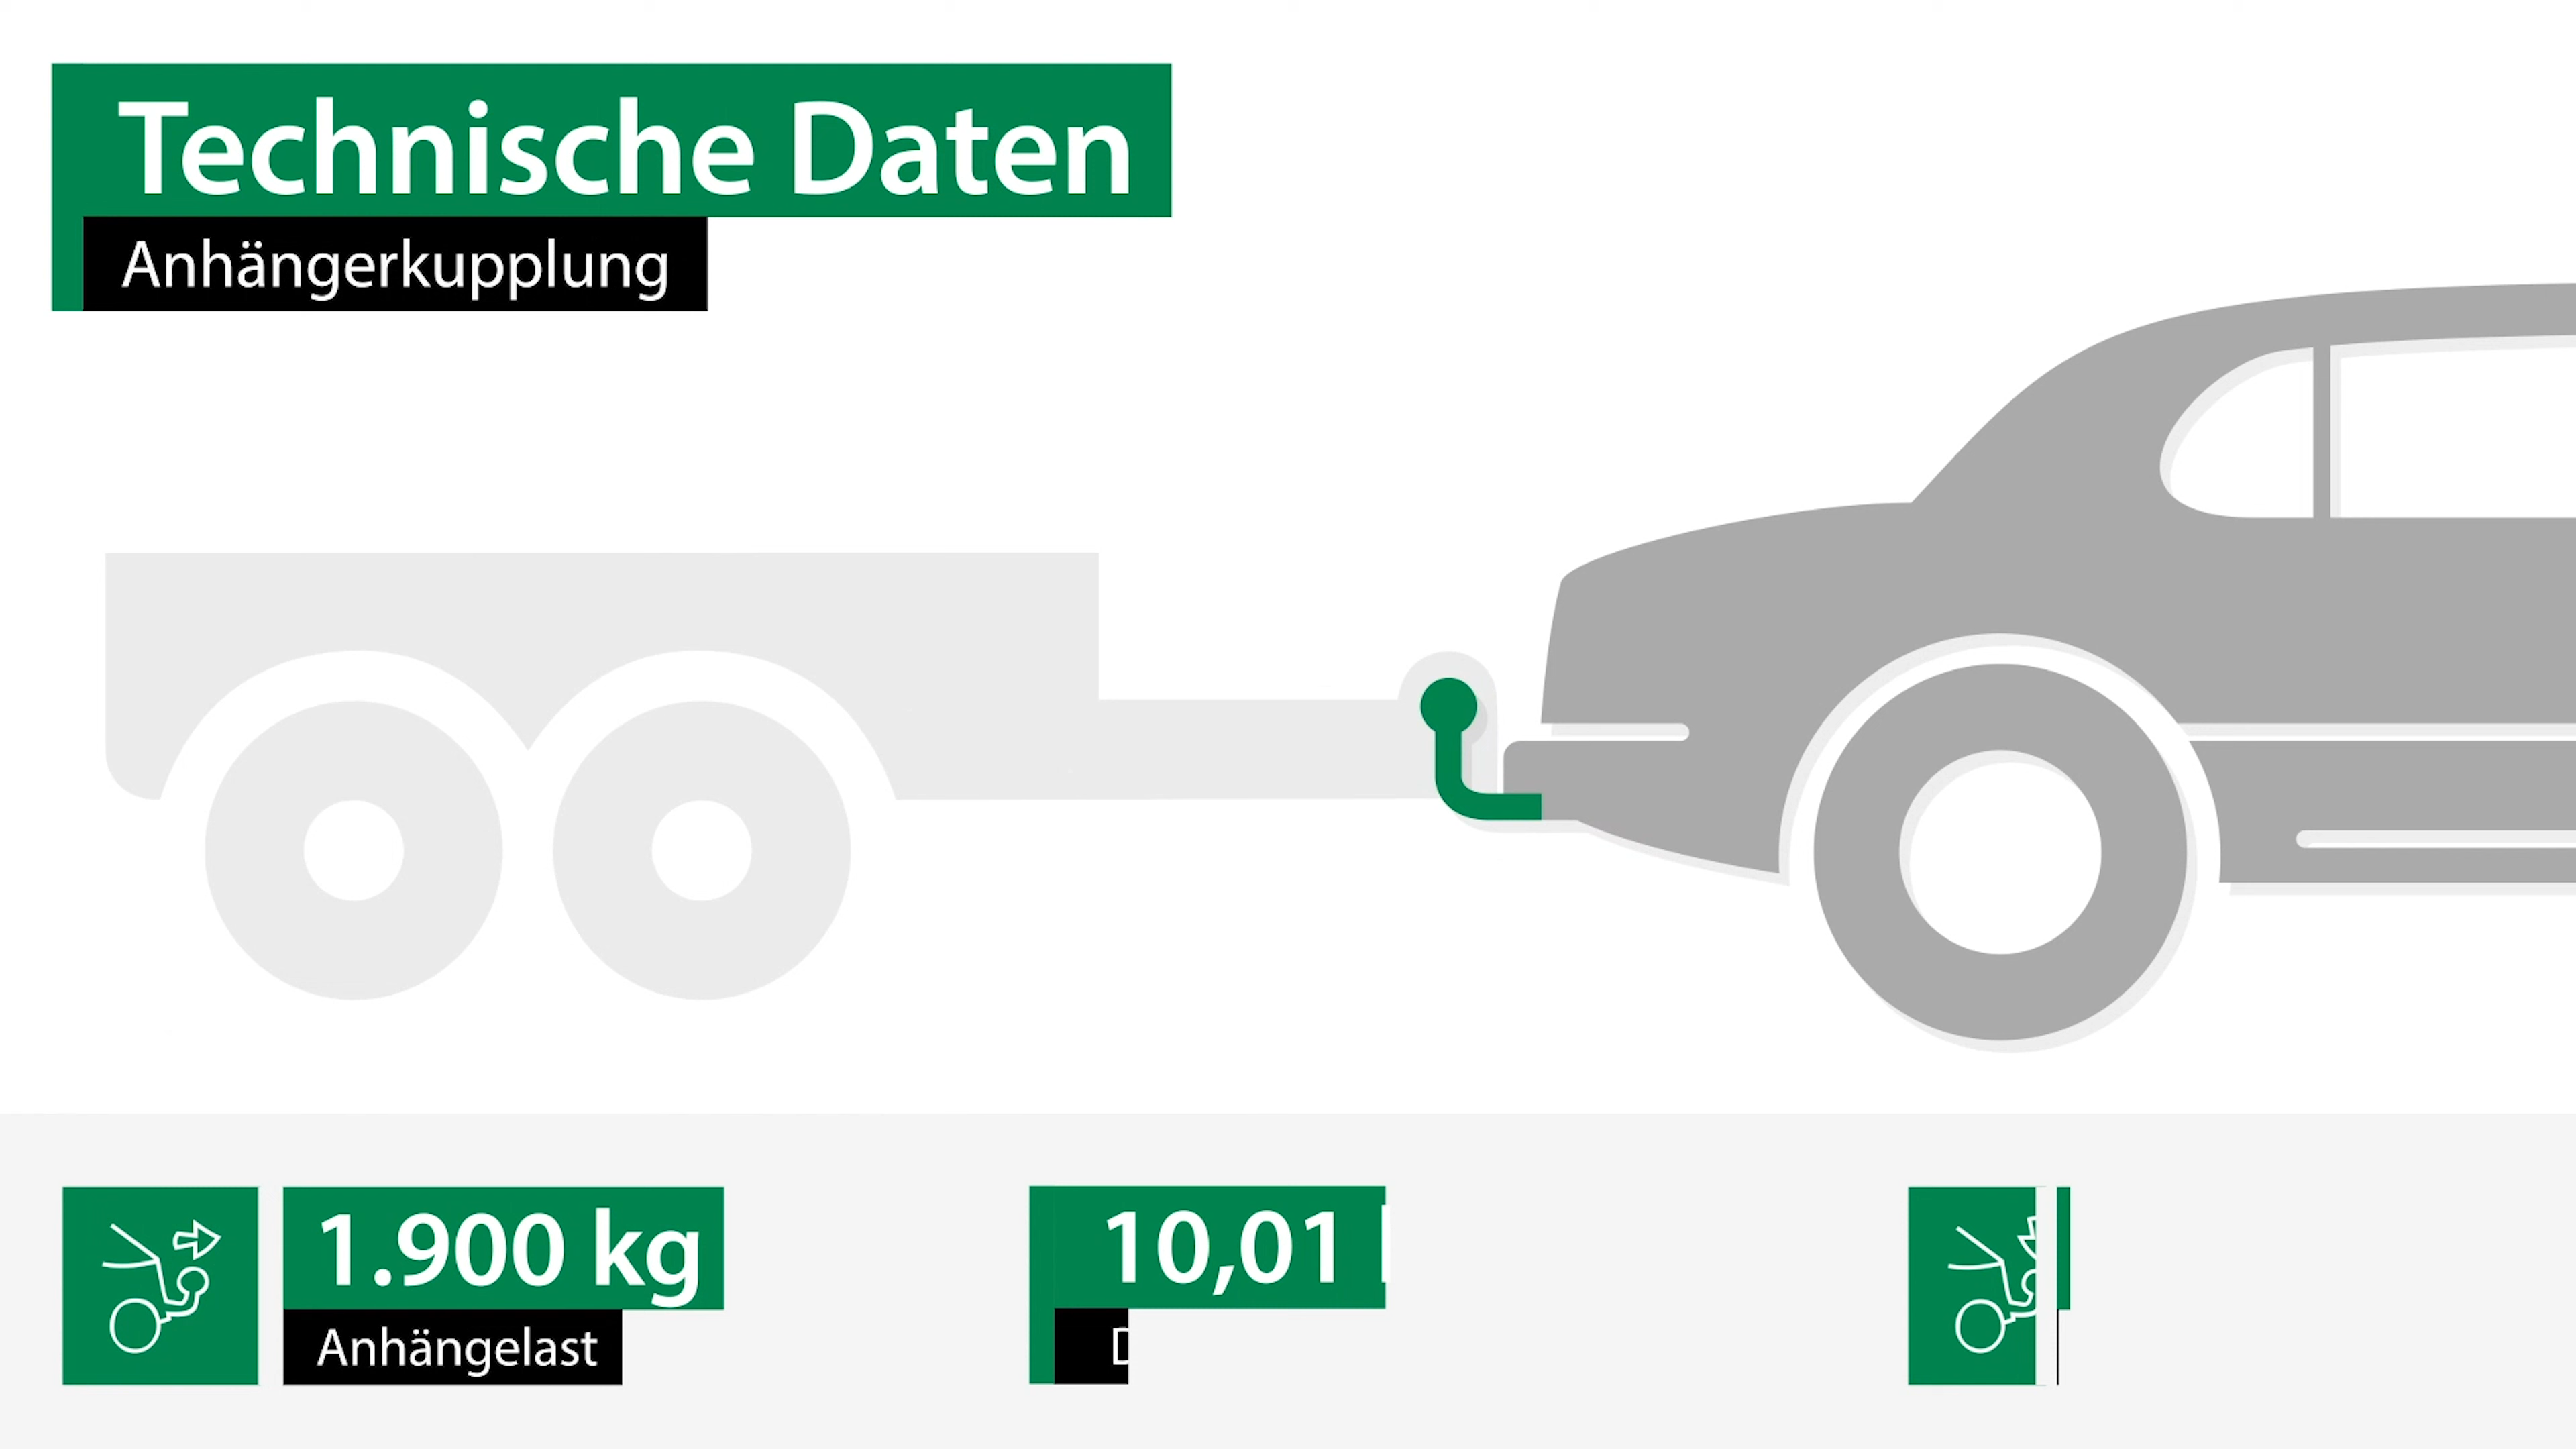 Technische Daten
Anhängerkupplung
1.900 kg
Anhängelast
10,01
D